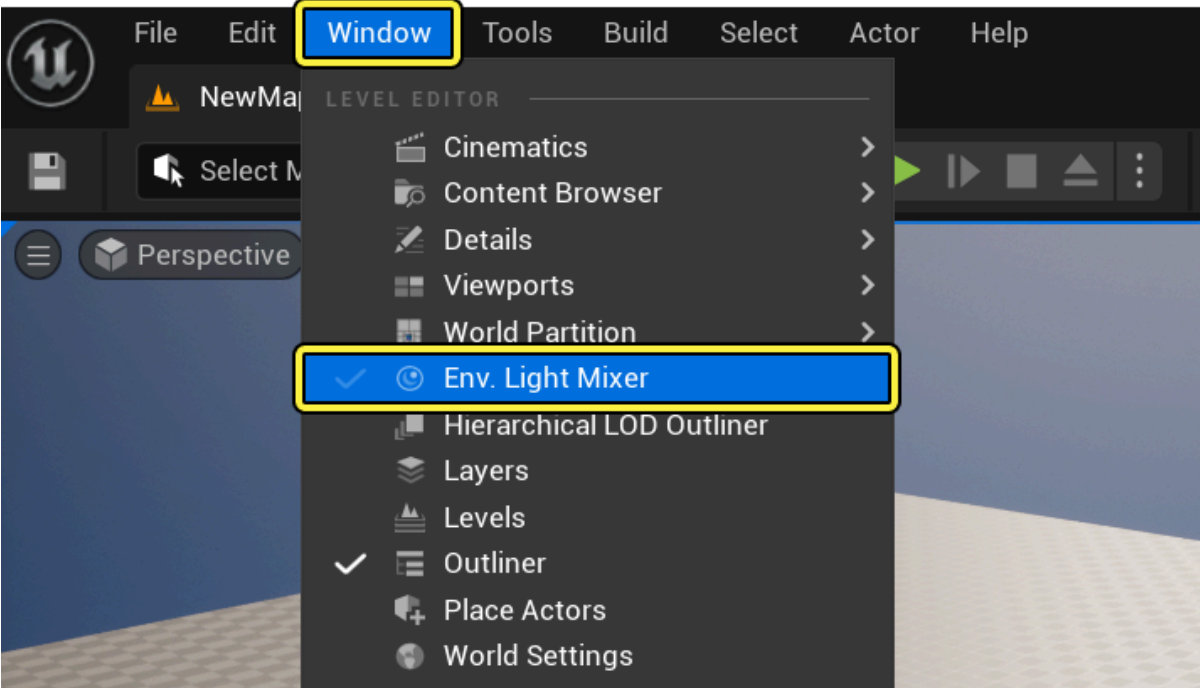 File Edit Window Tools Build Select Actor Help
NewMap
LEVEL EDITOR
Select M
Cinematics
Content Browser
Perspective
Details
Viewports
World Partition
Env. Light Mixer
Hierarchical LOD Outliner
Layers
Levels
Outliner
Place Actors
World Settings